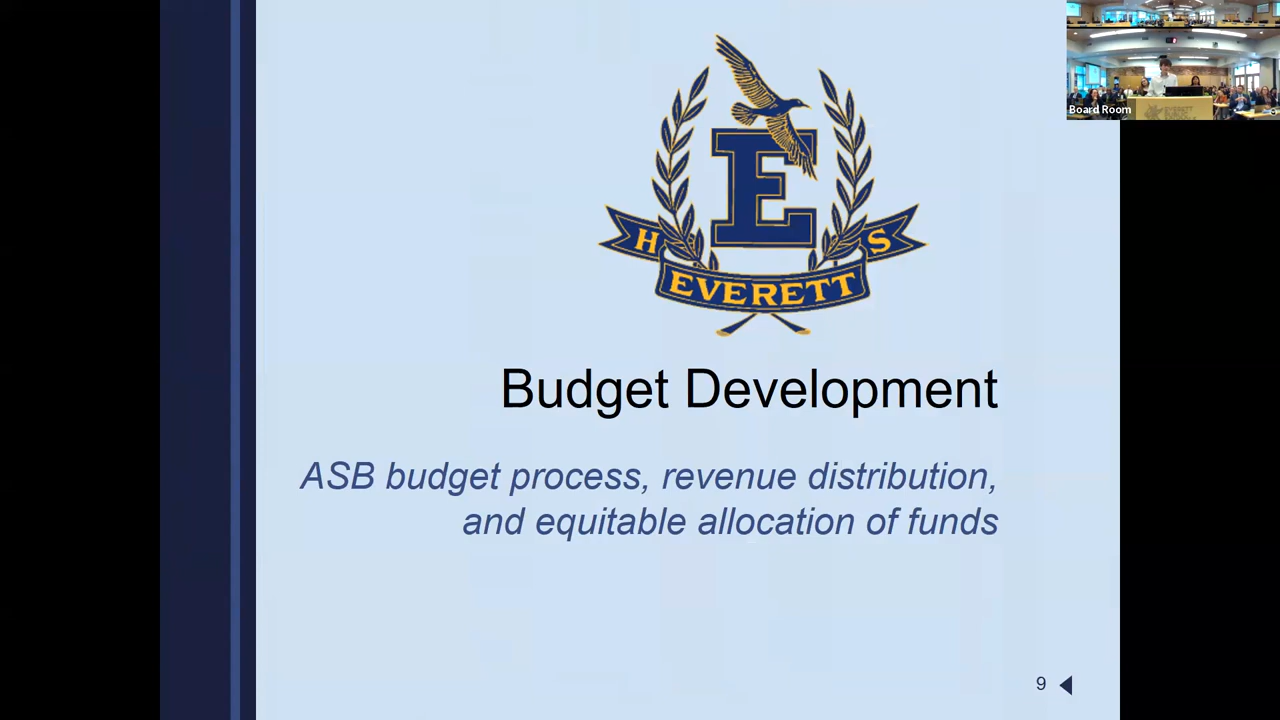 Board Room
E
H
S
EVERETT
Budget Development
ASB budget process, revenue distribution,
and equitable allocation of funds
9